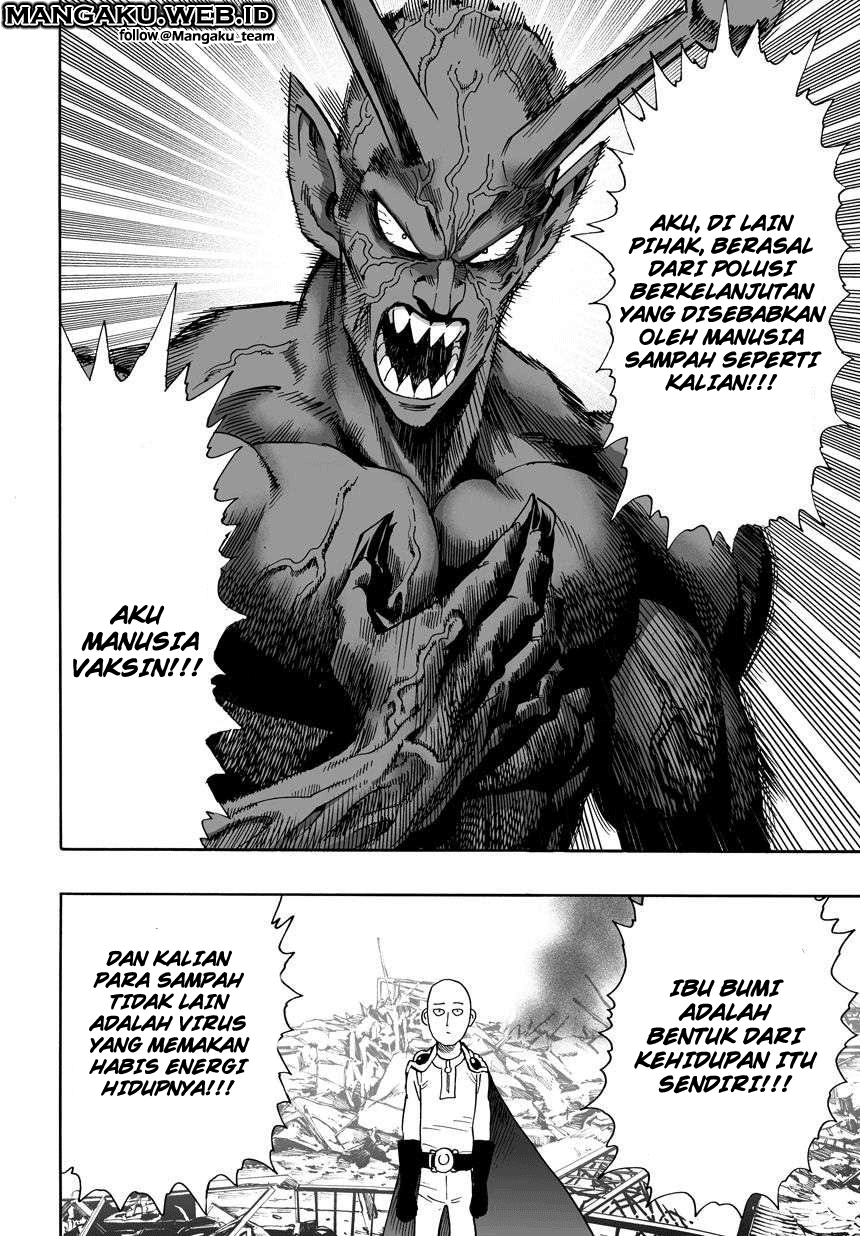 MANGAKU.WEB.ID
follow @Mangaku_team
AKU, DI LAIN
PIHAK, BERASAL
DARI POLUSI
BERKELANJUTAN
YANG DISEBABKAN
OLEH MANUSIA
SAMPAH SEPERTI
KALIAN!!!
AKU
MANUSIA
VAKSIN!!!
IBU BUMI
ADALAH
BENTUK DARI
KEHIDUPAN ITU
SENDIRI!!!
DAN KALIAN
PARA SAMPAH
TIDAK LAIN
ADALAH VIRUS
YANG MEMAKAN
HABIS ENERGI
HIDUPNYA!!!